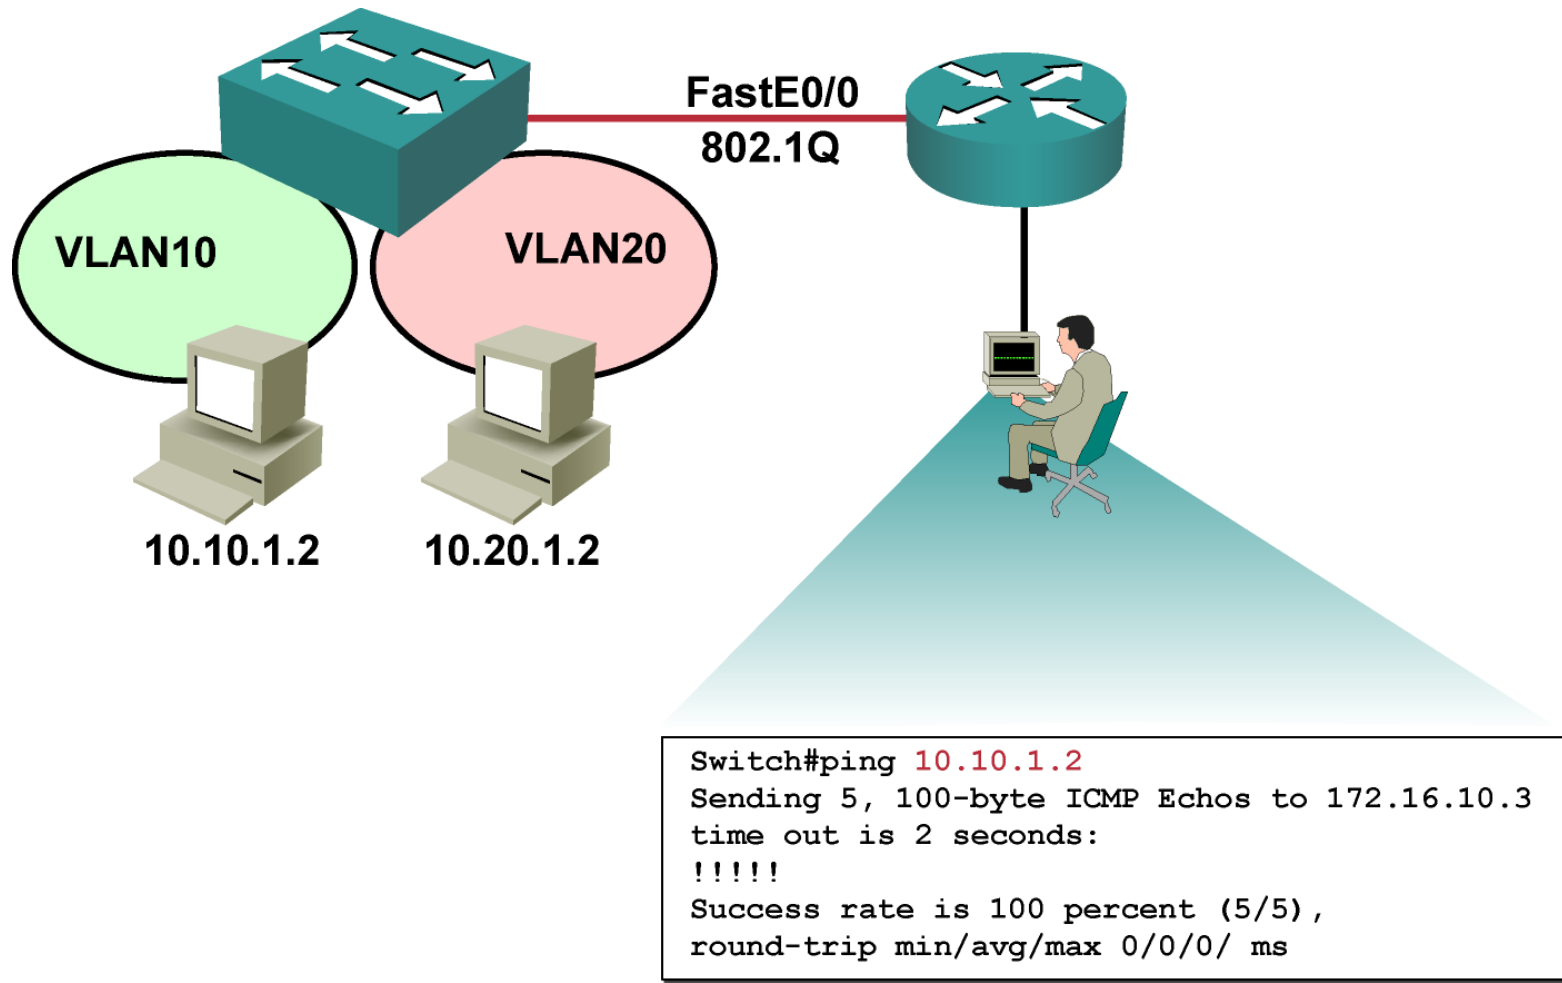 FastE0/0
802.1Q
VLAN10
VLAN20
10.10.1.2
10.20.1.2
Switch#ping 10.10.1.2
Sending 5, 100-byte ICMP Echos to 172.16.10.3
time out is 2 seconds:
!!!!!
Success rate is 100 percent (5/5),
round-trip min/avg/max 0/0/0/ ms